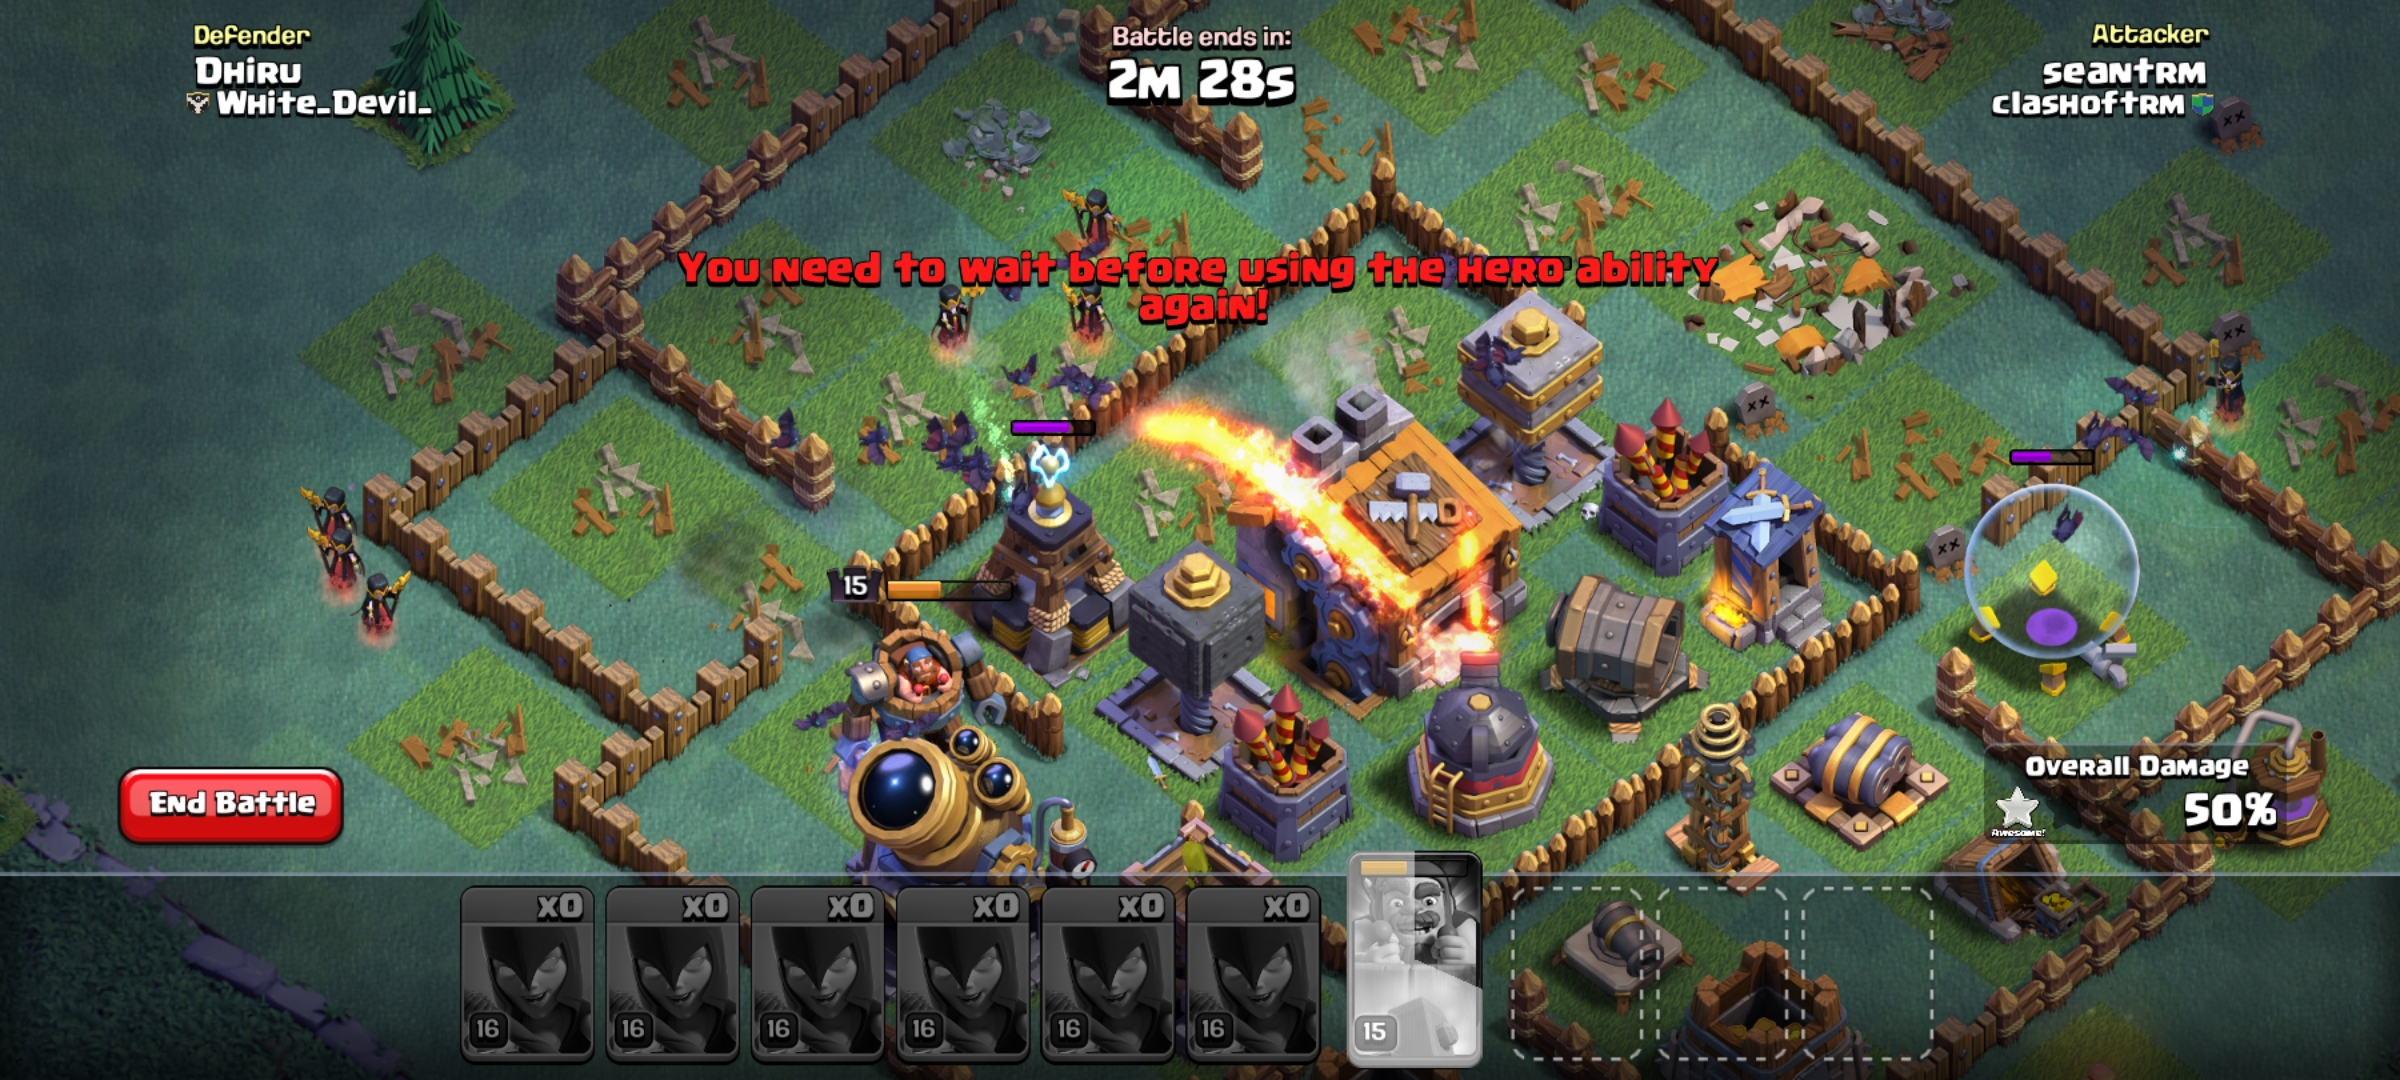 Defender
Dhiru
White_Devil_
Battle ends in:
2m 28s
Attacker
seantrm
clashoftrm
You need to wait before using the hero ability
again!
15
End Battle
Overall Damage
Awesome!
50%
x0
x0
x0
x0
x0
x0
16
16
16
16
16
16
15